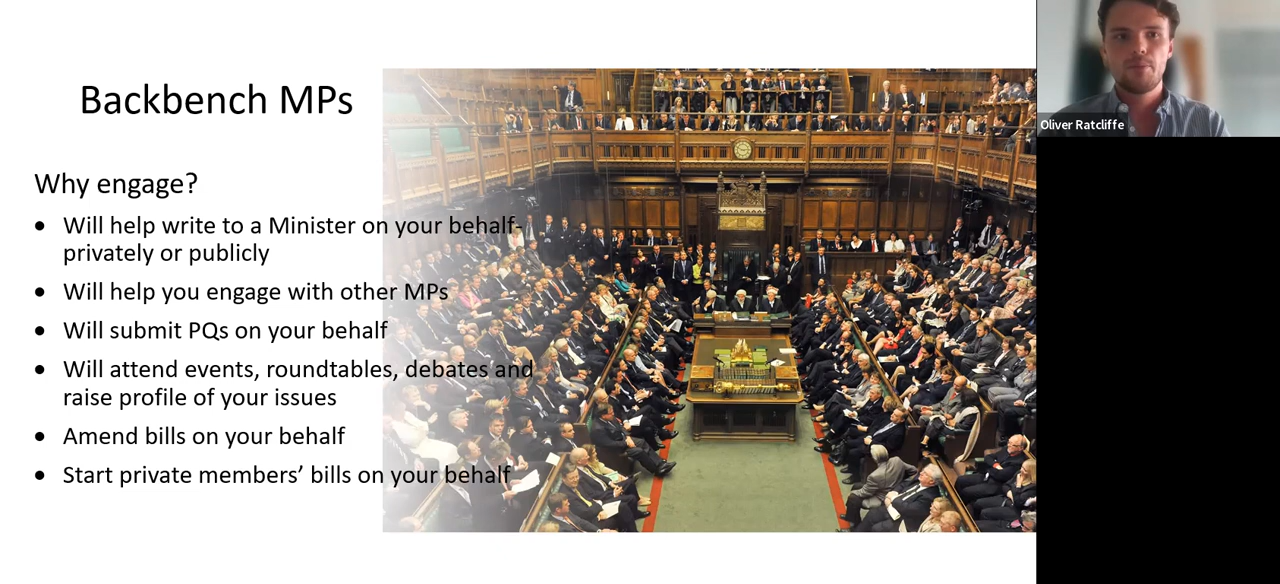 Backbench MPs
Why engage?
• Will help write to a Minister on your behalf-
privately or publicly
• Will help you engage with other MPs
• Will submit PQs on your behalf
• Will attend events, roundtables, debates and
raise profile of your issues
• Amend bills on your behalf
• Start private members’ bills on your behalf
Oliver Ratcliffe